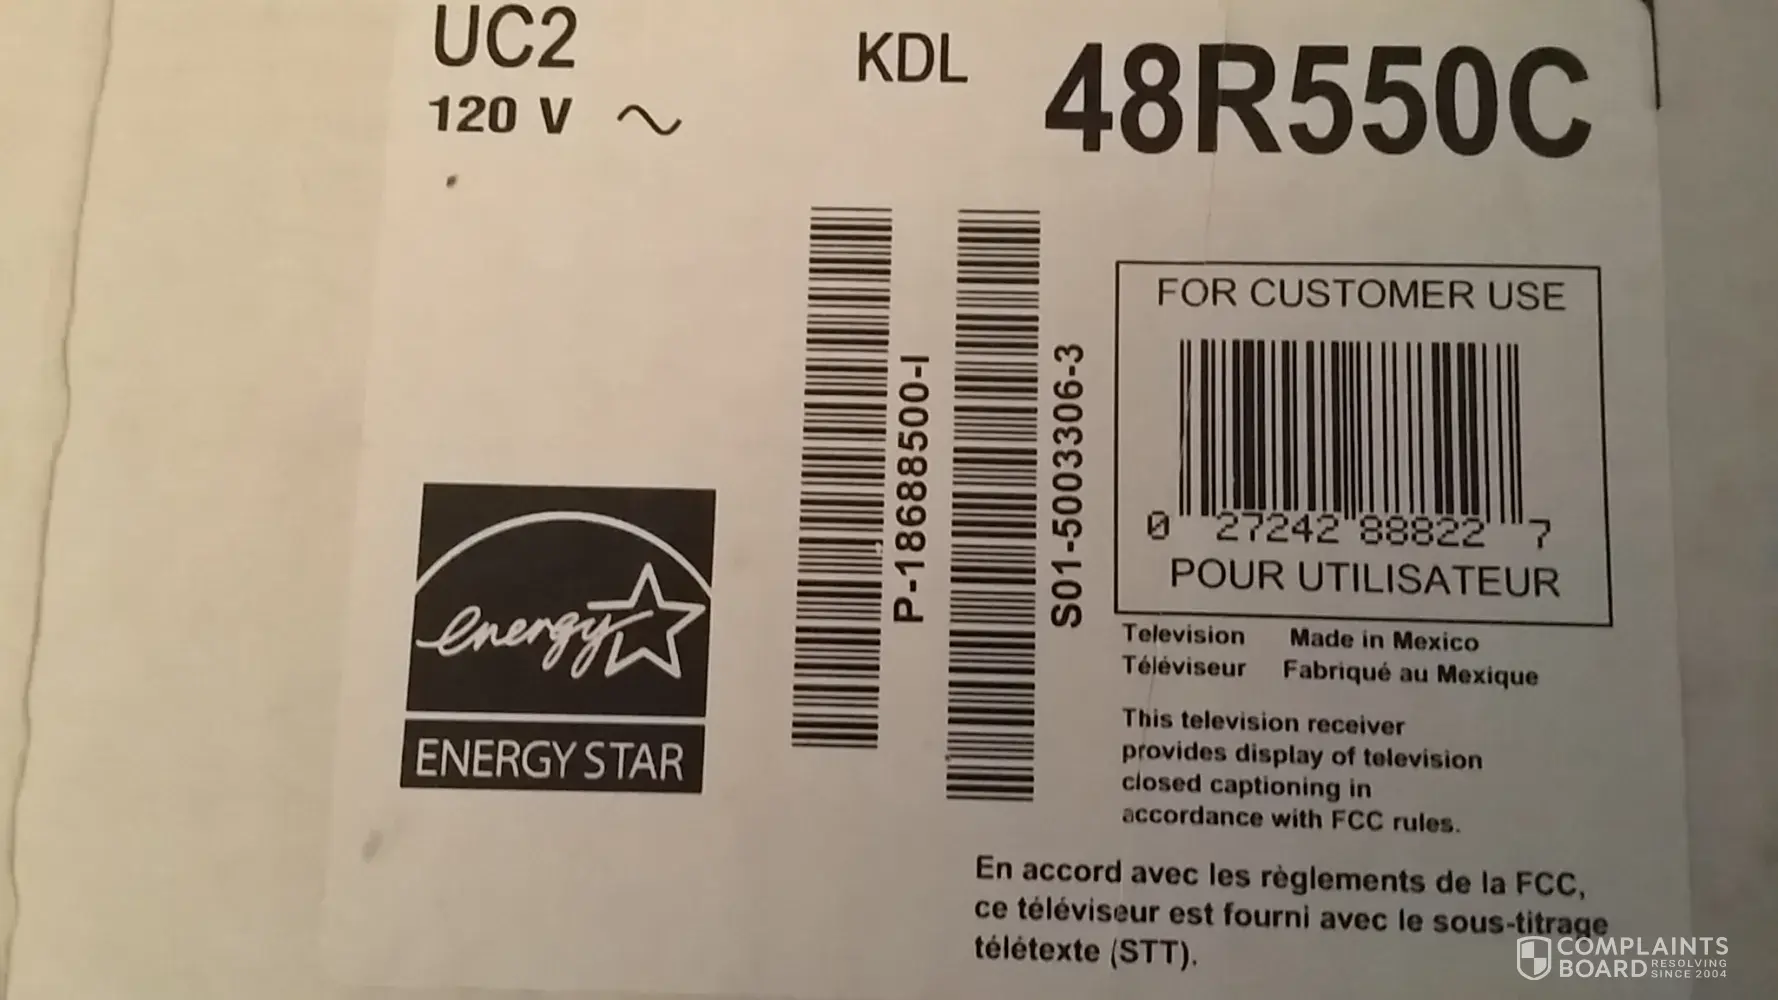 UC2
120 V ~
KDL 48R550C
P-18688500-I
S01-5003306-3
FOR CUSTOMER USE
0 27242 88822 7
POUR UTILISATEUR
Television Made in Mexico
Téléviseur Fabriqué au Mexique
This television receiver
provides display of television
closed captioning in
accordance with FCC rules.
En accord avec les règlements de la FCC,
ce téléviseur est fourni avec le sous-titrage
télétexte (STT).
energy
ENERGY STAR
COMPLAINTS
BOARD RESOLVING
SINCE 2004